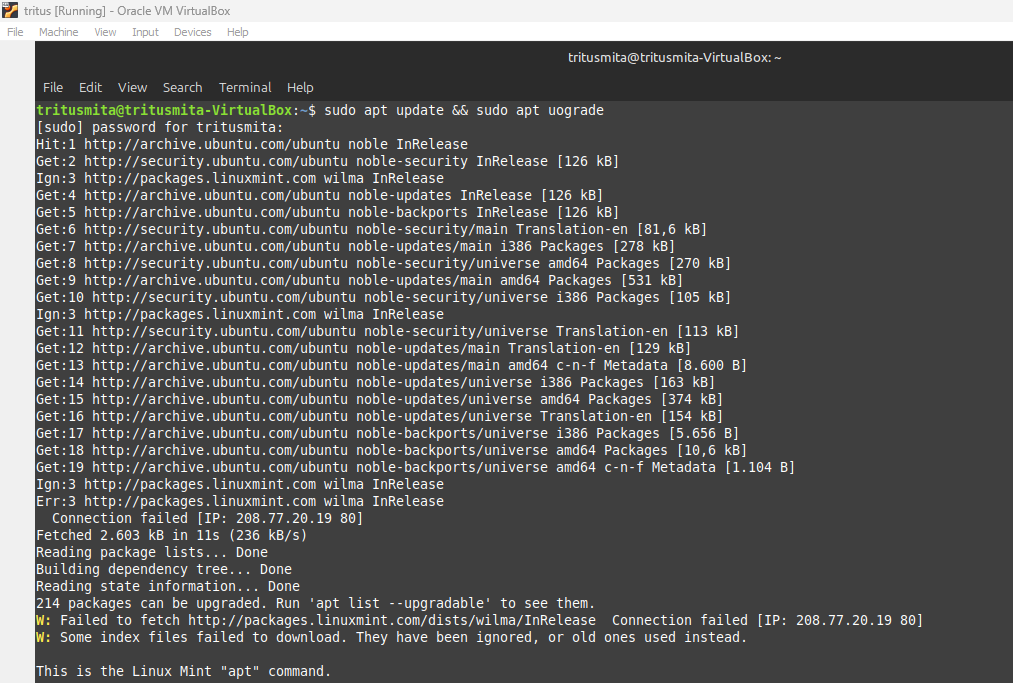 tritus [Running] - Oracle VM VirtualBox
File Machine View Input Devices Help
tritusmita@tritusmita-VirtualBox: ~
File Edit View Search Terminal Help
tritusmita@tritusmita-VirtualBox:~$ sudo apt update && sudo apt uograde
[sudo] password for tritusmita:
Hit:1 http://archive.ubuntu.com/ubuntu noble InRelease
Get:2 http://security.ubuntu.com/ubuntu noble-security InRelease [126 kB]
Ign:3 http://packages.linuxmint.com wilma InRelease
Get:4 http://archive.ubuntu.com/ubuntu noble-updates InRelease [126 kB]
Get:5 http://archive.ubuntu.com/ubuntu noble-backports InRelease [126 kB]
Get:6 http://security.ubuntu.com/ubuntu noble-security/main Translation-en [81,6 kB]
Get:7 http://archive.ubuntu.com/ubuntu noble-updates/main i386 Packages [278 kB]
Get:8 http://security.ubuntu.com/ubuntu noble-security/universe amd64 Packages [270 kB]
Get:9 http://archive.ubuntu.com/ubuntu noble-updates/main amd64 Packages [531 kB]
Get:10 http://security.ubuntu.com/ubuntu noble-security/universe i386 Packages [105 kB]
Ign:3 http://packages.linuxmint.com wilma InRelease
Get:11 http://security.ubuntu.com/ubuntu noble-security/universe Translation-en [113 kB]
Get:12 http://archive.ubuntu.com/ubuntu noble-updates/main Translation-en [129 kB]
Get:13 http://archive.ubuntu.com/ubuntu noble-updates/main amd64 c-n-f Metadata [8.600 B]
Get:14 http://archive.ubuntu.com/ubuntu noble-updates/universe i386 Packages [163 kB]
Get:15 http://archive.ubuntu.com/ubuntu noble-updates/universe amd64 Packages [374 kB]
Get:16 http://archive.ubuntu.com/ubuntu noble-updates/universe Translation-en [154 kB]
Get:17 http://archive.ubuntu.com/ubuntu noble-backports/universe i386 Packages [5.656 B]
Get:18 http://archive.ubuntu.com/ubuntu noble-backports/universe amd64 Packages [10,6 kB]
Get:19 http://archive.ubuntu.com/ubuntu noble-backports/universe amd64 c-n-f Metadata [1.104 B]
Ign:3 http://packages.linuxmint.com wilma InRelease
Err:3 http://packages.linuxmint.com wilma InRelease
  Connection failed [IP: 208.77.20.19 80]
Fetched 2.603 kB in 11s (236 kB/s)
Reading package lists... Done
Building dependency tree... Done
Reading state information... Done
214 packages can be upgraded. Run 'apt list --upgradable' to see them.
W: Failed to fetch http://packages.linuxmint.com/dists/wilma/InRelease  Connection failed [IP: 208.77.20.19 80]
W: Some index files failed to download. They have been ignored, or old ones used instead.
This is the Linux Mint "apt" command.